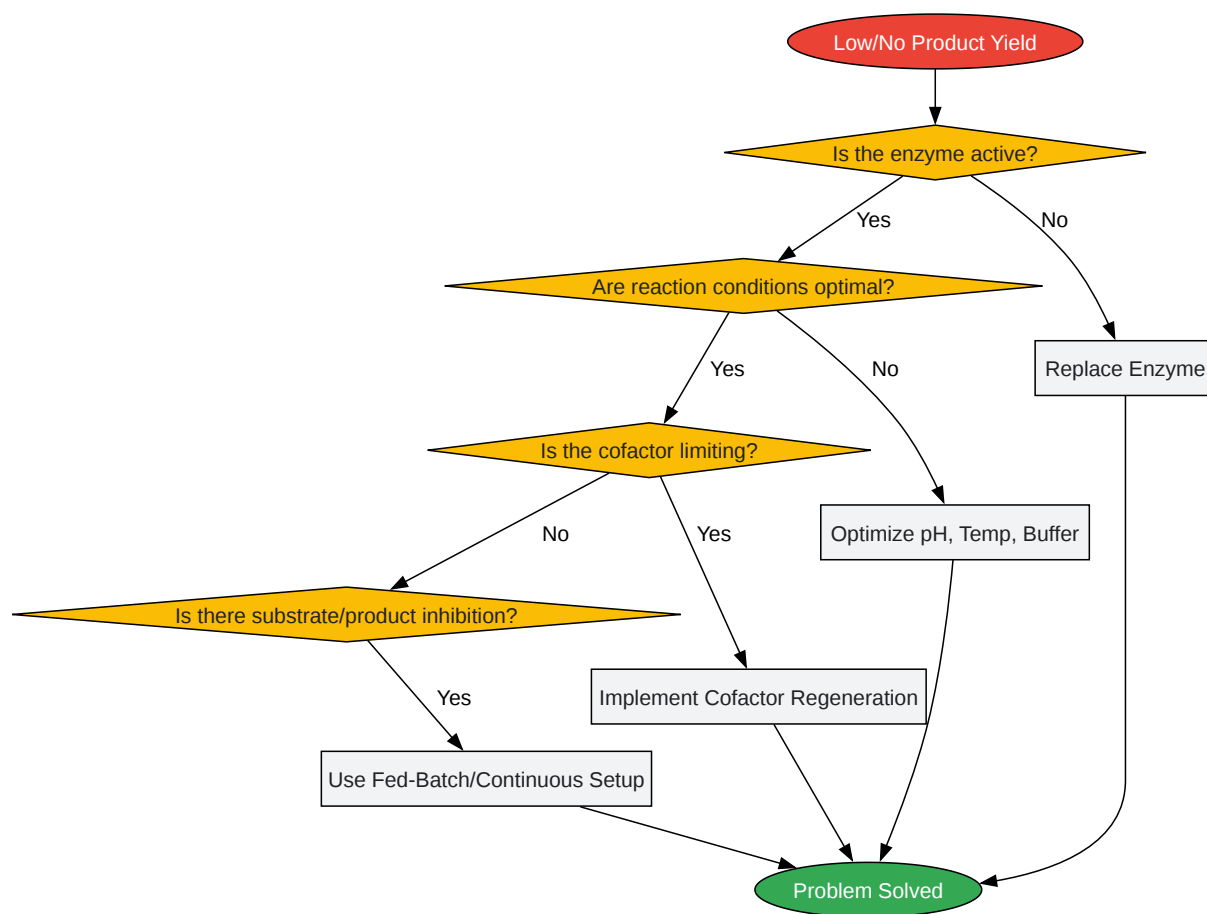 Low/No Product Yield
Is the enzyme active?
Yes
No
Are reaction conditions optimal?
Yes
No
Replace Enzyme
Is the cofactor limiting?
No
Yes
Optimize pH, Temp, Buffer
Is there substrate/product inhibition?
Yes
Implement Cofactor Regeneration
Use Fed-Batch/Continuous Setup
Problem Solved